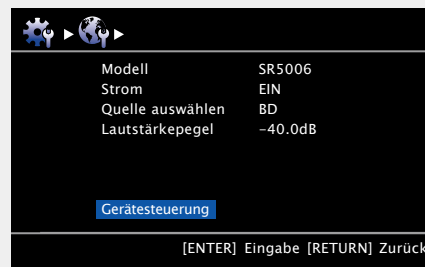 Modell SR5006
Strom EIN
Quelle auswählen BD
Lautstärkepegel −40.0dB
Gerätesteuerung
[ENTER] Eingabe [RETURN] Zurück